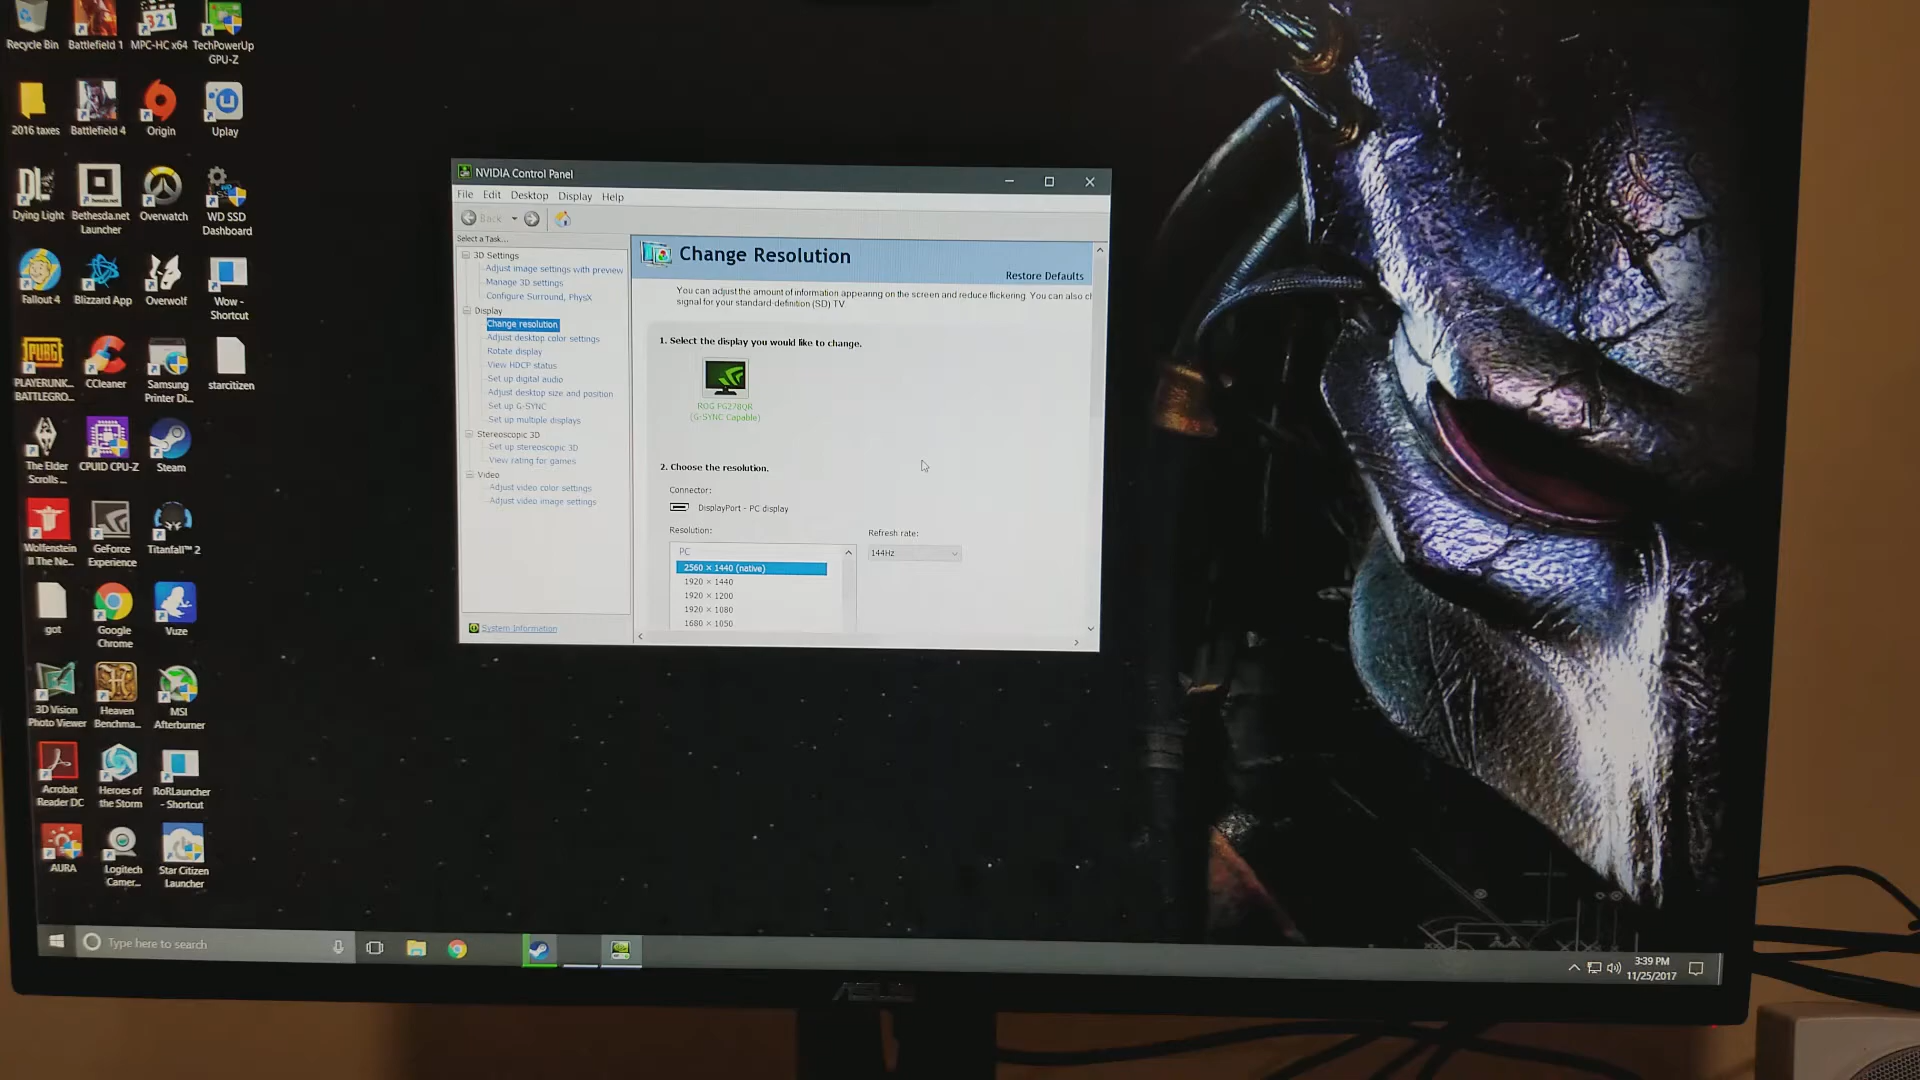 Recycle Bin
Battlefield 1
MPC-HC x64
TechPowerUp
GPU-Z
2016 taxes
Battlefield 4
Origin
Uplay
Dying Light
Bethesda.net
Launcher
Overwatch
WD SSD
Dashboard
Fallout 4
Blizzard App
Overwolf
Wow -
Shortcut
PLAYERUNK...
BATTLEGRO...
CCleaner
Samsung
Printer Di...
starcitizen
The Elder
Scrolls ...
CPUID CPU-Z
Steam
Wolfenstein
II The Ne...
GeForce
Experience
Titanfall™ 2
got
Google
Chrome
Vuze
3D Vision
Photo Viewer
Heaven
Benchma...
MSI
Afterburner
Acrobat
Reader DC
Heroes of
the Storm
RoRLauncher
- Shortcut
AURA
Logitech
Camer...
Star Citizen
Launcher
NVIDIA Control Panel
File Edit Desktop Display Help
Back
Select a Task...
3D Settings
Adjust image settings with preview
Manage 3D settings
Configure Surround, PhysX
Display
Change resolution
Adjust desktop color settings
Rotate display
View HDCP status
Set up digital audio
Adjust desktop size and position
Set up G-SYNC
Set up multiple displays
Stereoscopic 3D
Set up stereoscopic 3D
View rating for games
Video
Adjust video color settings
Adjust video image settings
System Information
Change Resolution
Restore Defaults
You can adjust the amount of information appearing on the screen and reduce flickering. You can also ch
signal for your standard-definition (SD) TV.
1. Select the display you would like to change.
ROG PG278QR
(G-SYNC Capable)
2. Choose the resolution.
Connector:
DisplayPort - PC display
Resolution:
Refresh rate:
PC
144Hz
2560 × 1440 (native)
1920 × 1440
1920 × 1200
1920 × 1080
1680 × 1050
Type here to search
3:39 PM
11/25/2017
ASUS